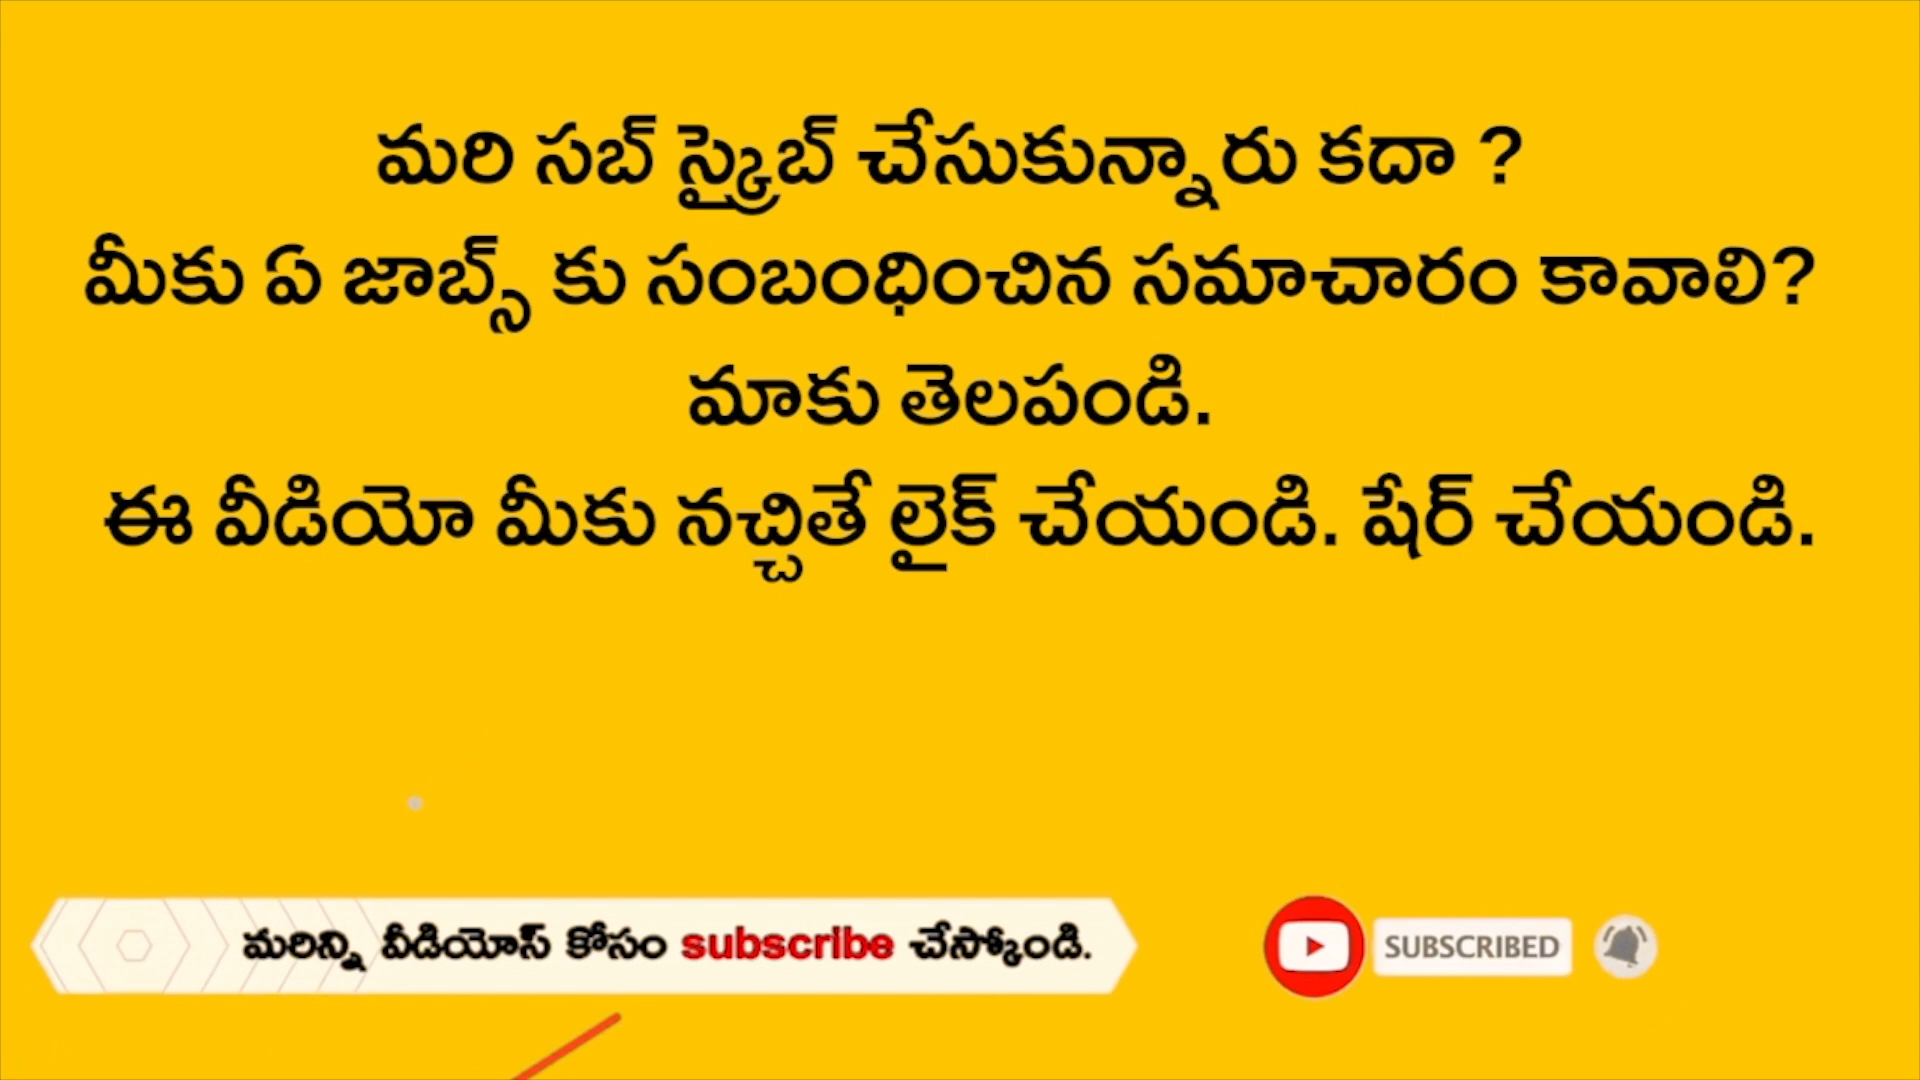 మరి సబ్ స్క్రైబ్ చేసుకున్నారు కదా ?
మీకు ఏ జాబ్స్ కు సంబంధించిన సమాచారం కావాలి?
మాకు తెలపండి.
ఈ వీడియో మీకు నచ్చితే లైక్ చేయండి. షేర్ చేయండి.
మరిన్ని వీడియోస్ కోసం subscribe చేస్కోండి.
SUBSCRIBED